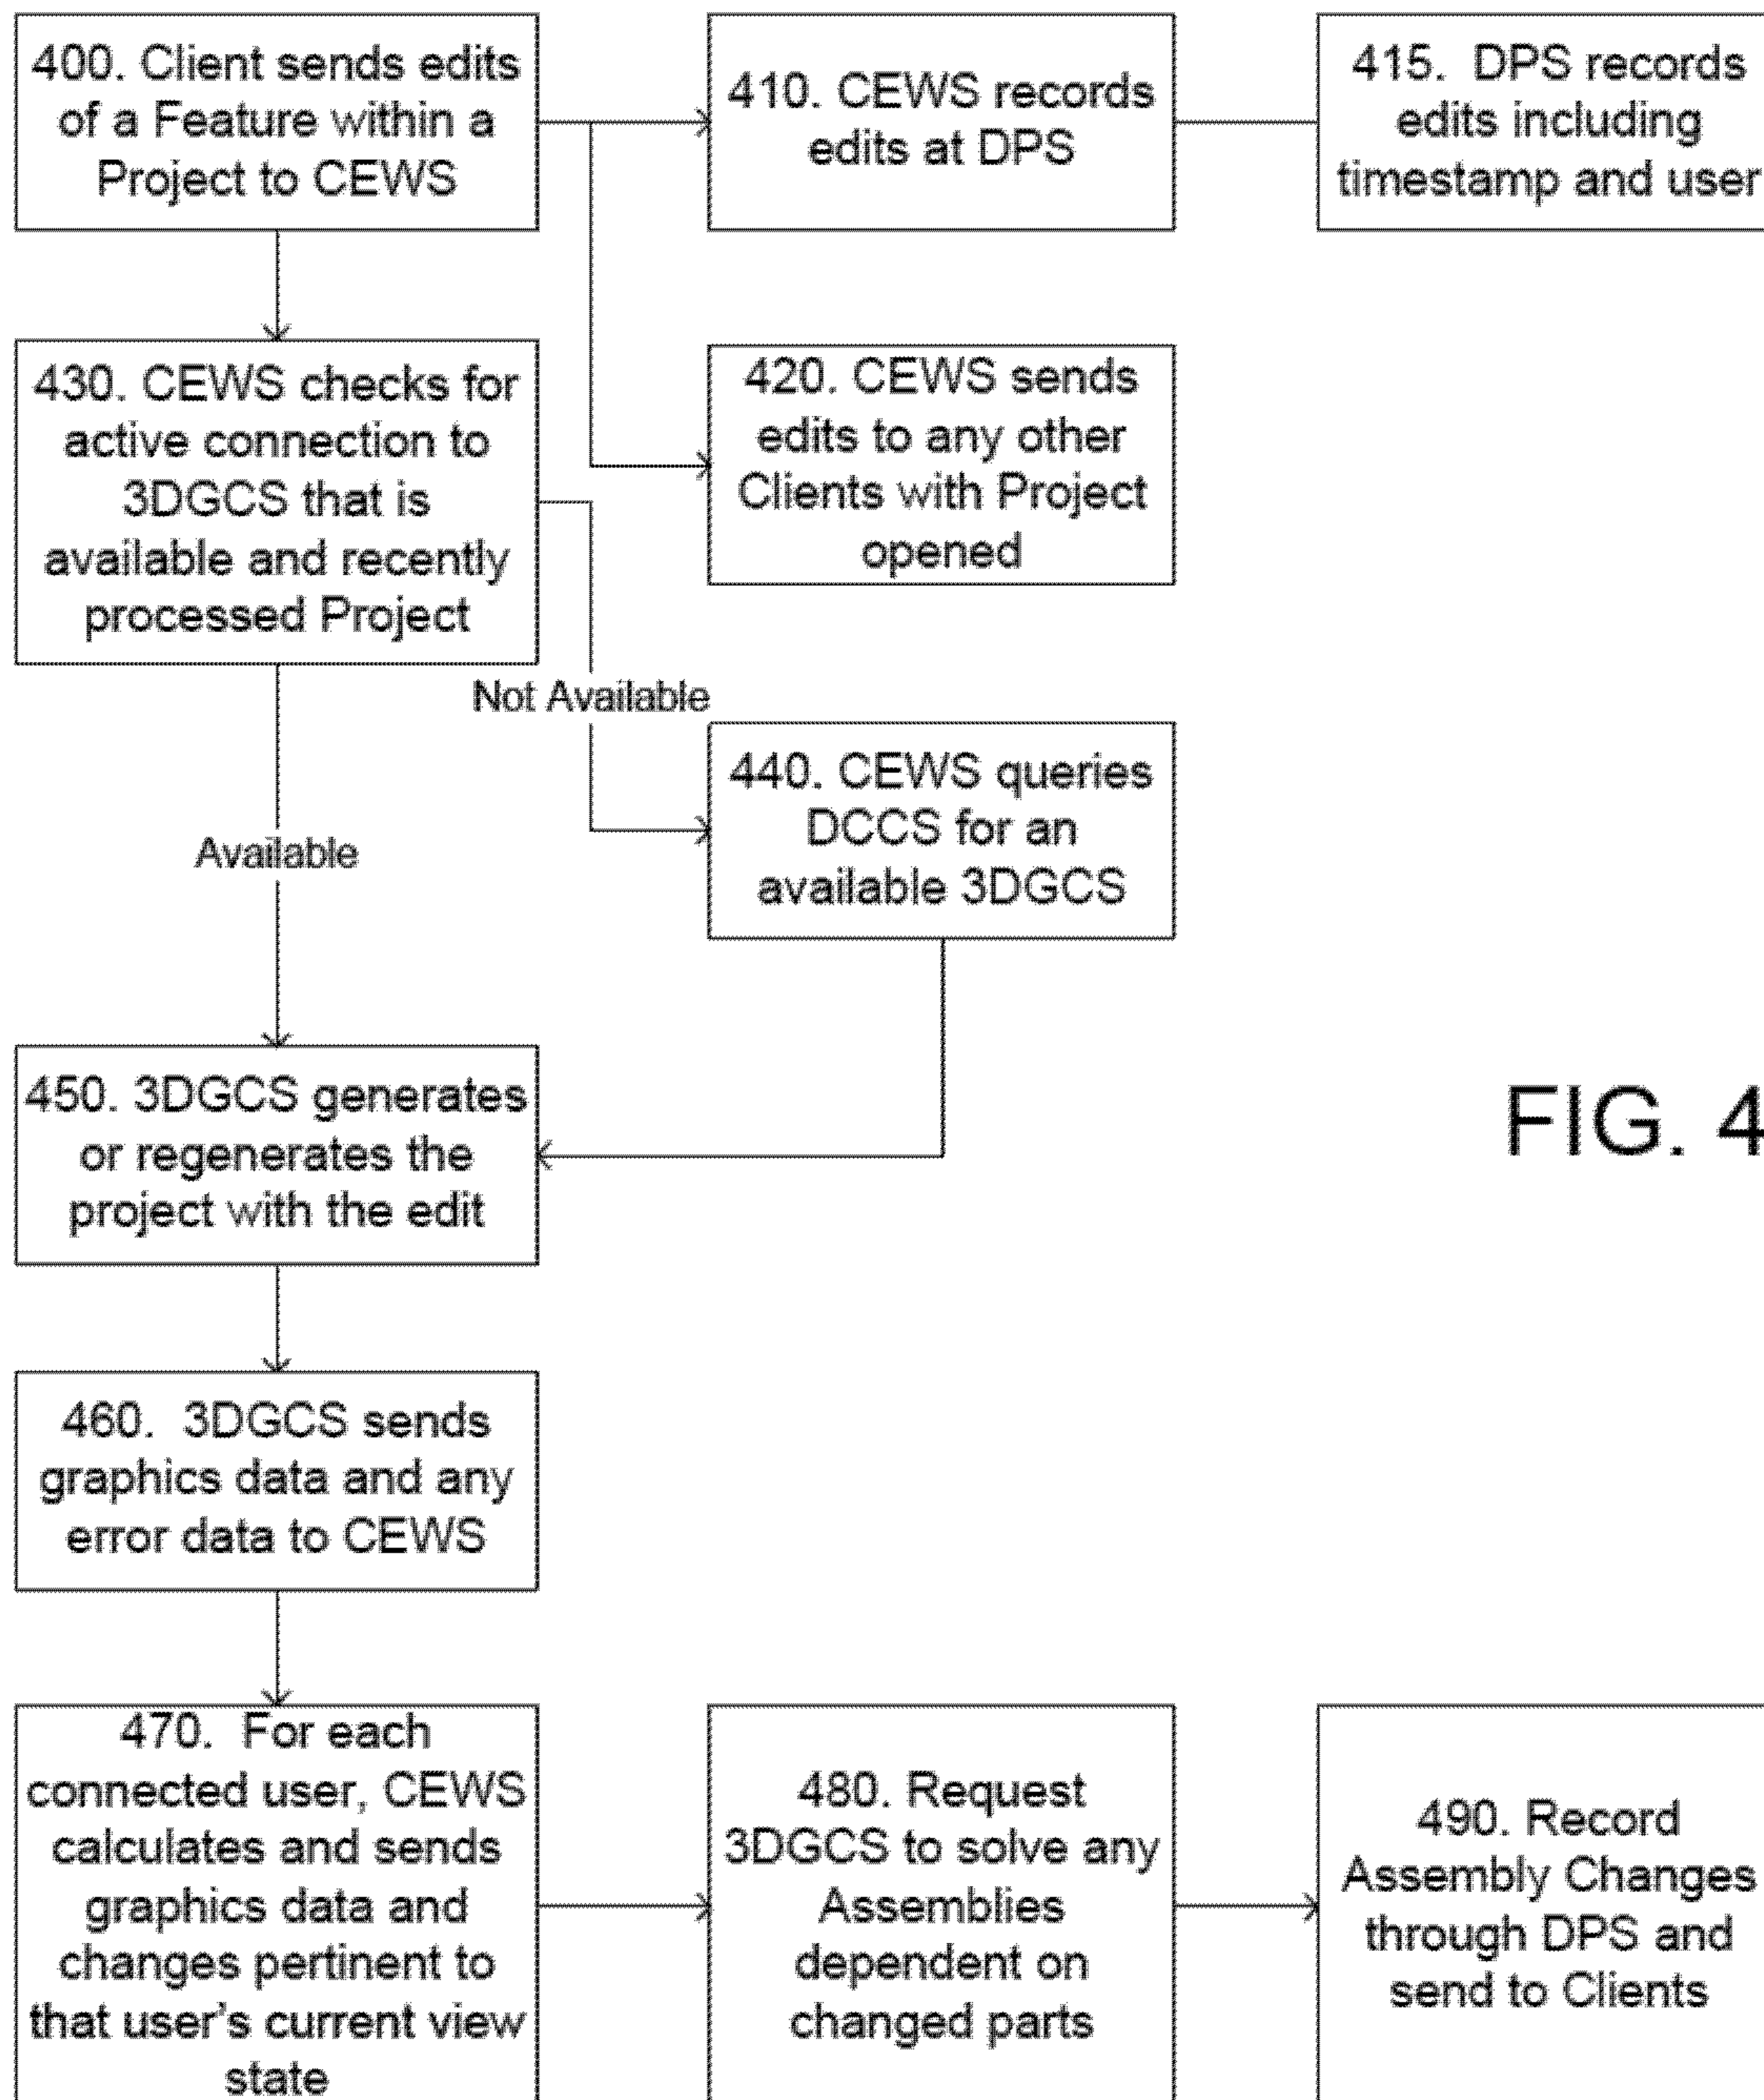 400. Client sends edits
of a Feature within a
Project to CEWS
410. CEWS records
edits at DPS
415. DPS records
edits including
timestamp and user
430. CEWS checks for
active connection to
3DGCS that is
available and recently
processed Project
420. CEWS sends
edits to any other
Clients with Project
opened
Not Available
440. CEWS queries
DCCS for an
available 3DGCS
Available
450. 3DGCS generates
or regenerates the
project with the edit
FIG. 4
460. 3DGCS sends
graphics data and any
error data to CEWS
470. For each
connected user, CEWS
calculates and sends
graphics data and
changes pertinent to
that user's current view
state
480. Request
3DGCS to solve any
Assemblies
dependent on
changed parts
490. Record
Assembly Changes
through DPS and
send to Clients